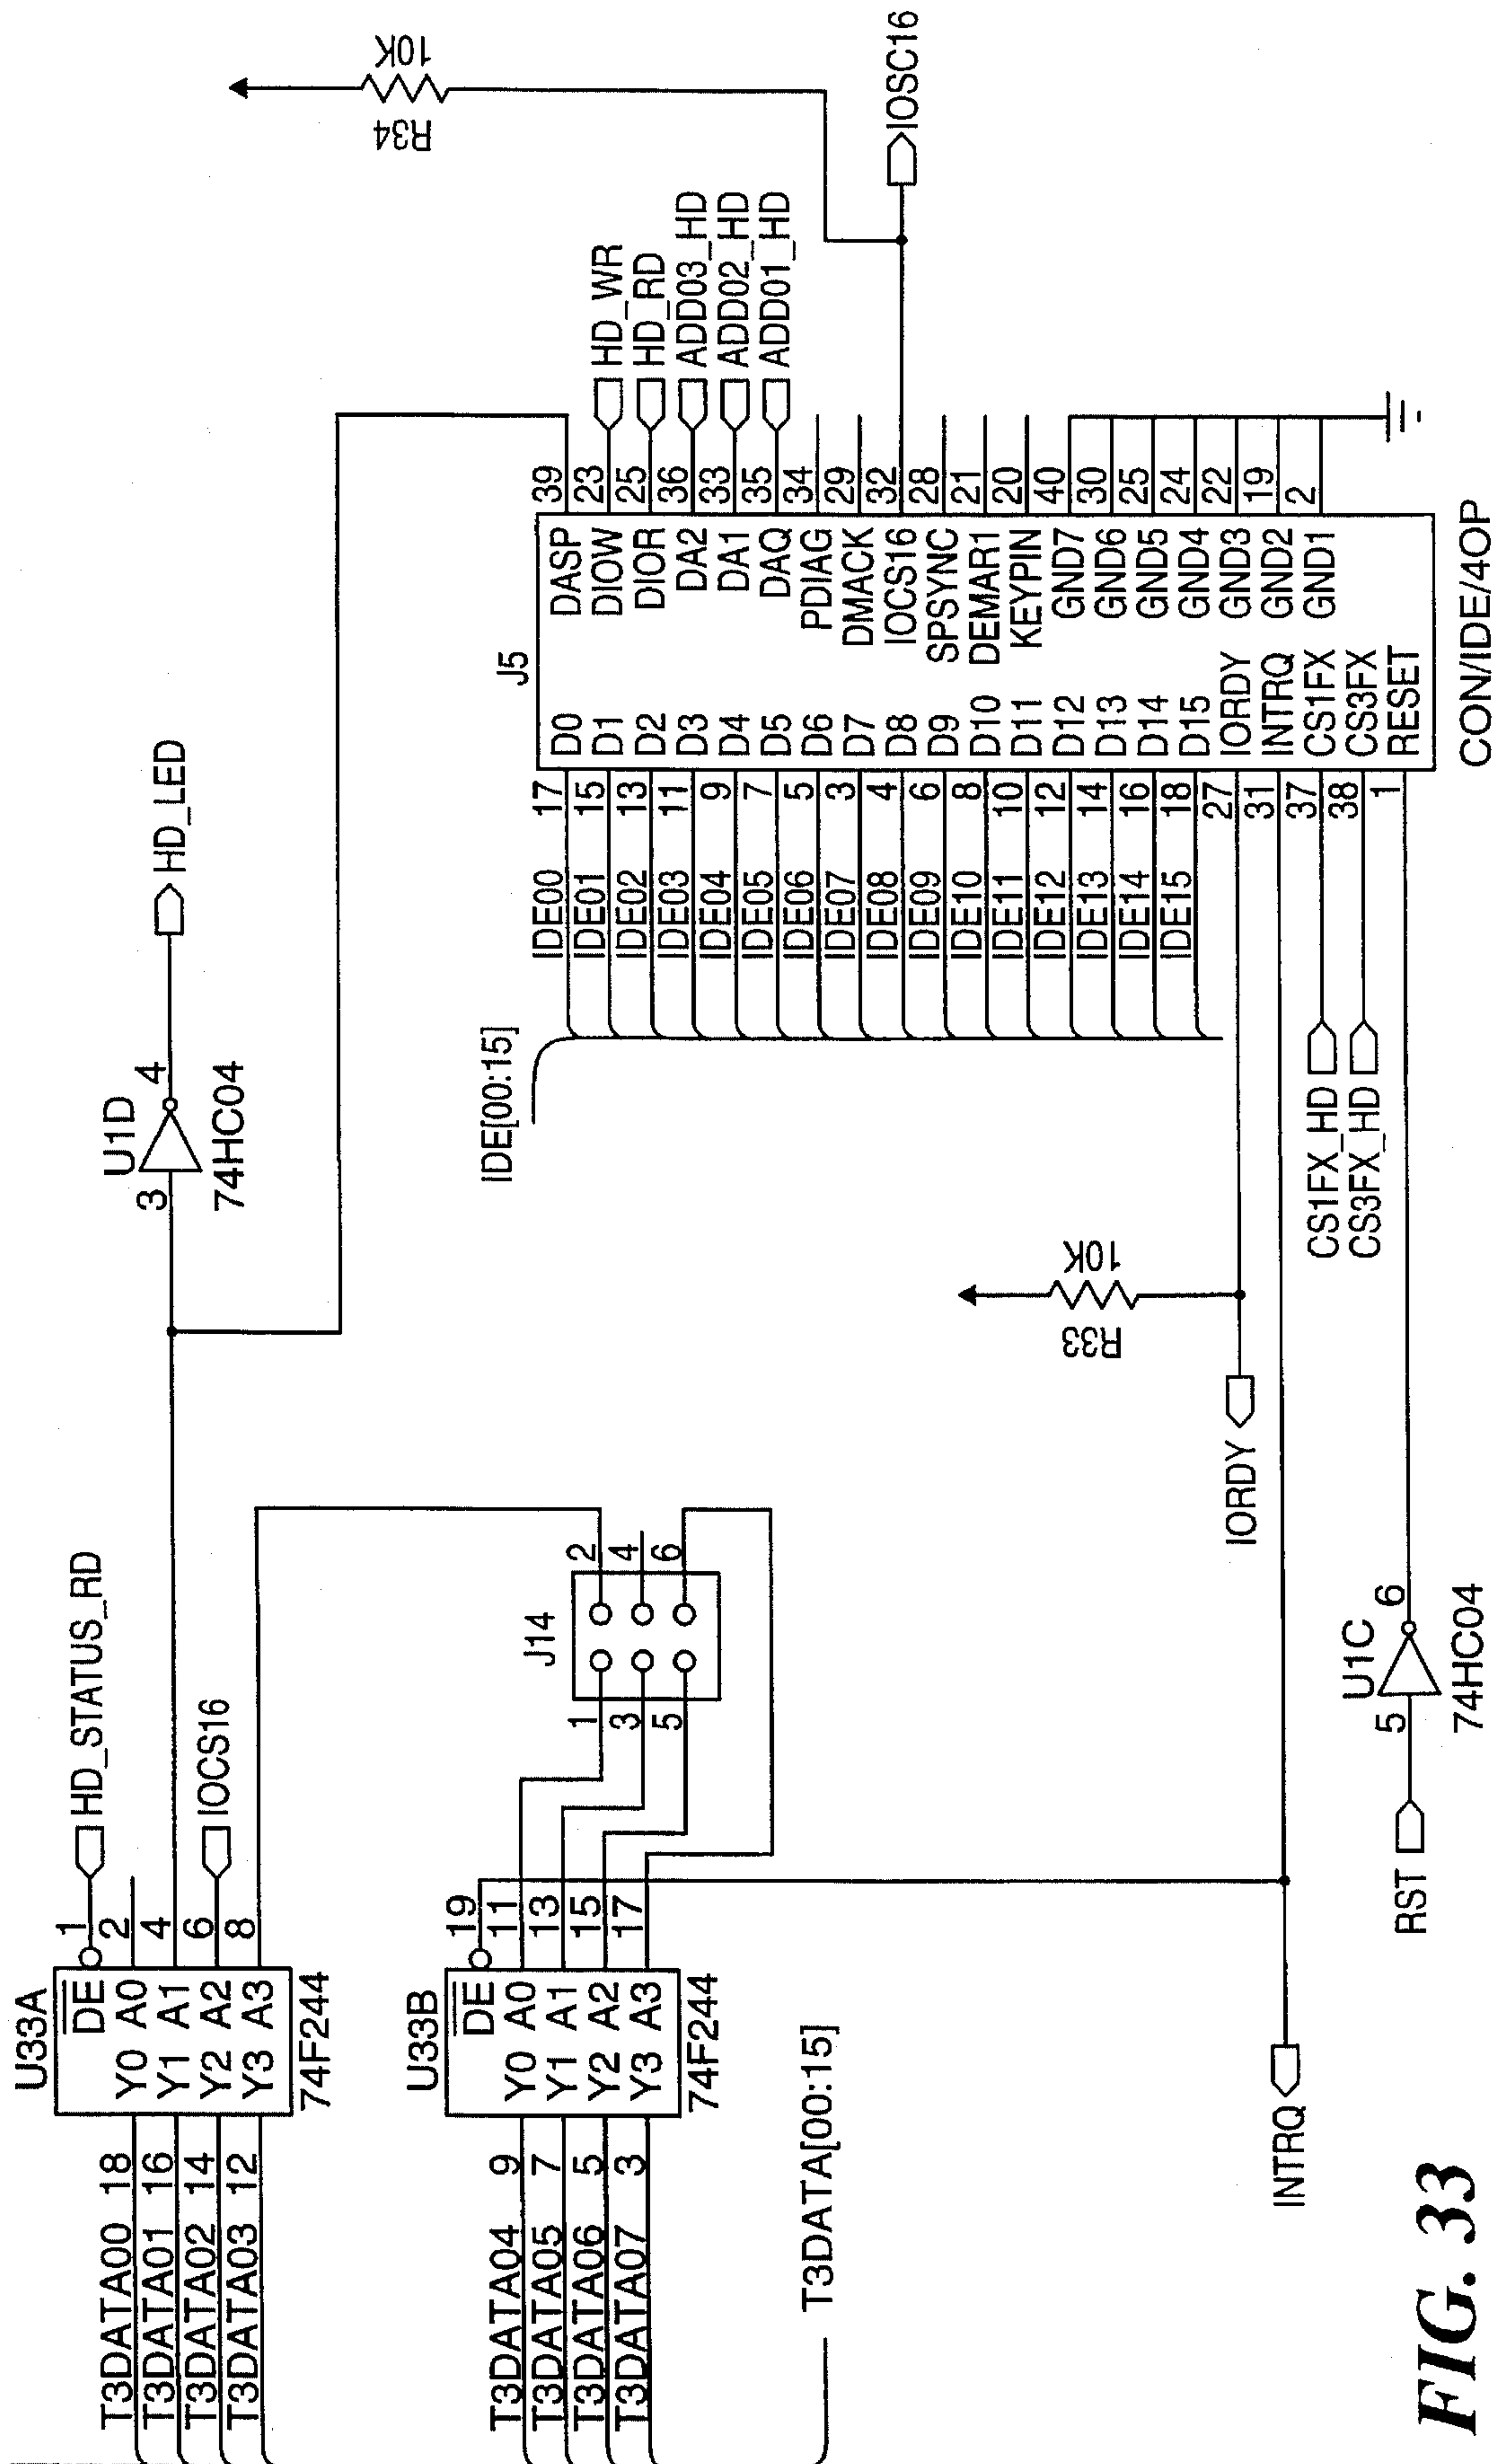 U33A
HD_STATUS_RD
DE 1
T3DATA00 18 Y0 A0 2
T3DATA01 16 Y1 A1 4
T3DATA02 14 Y2 A2 6 IOCS16
T3DATA03 12 Y3 A3 8
74F244
U33B
DE 19
T3DATA04 9 Y0 A0 11
T3DATA05 7 Y1 A1 13
T3DATA06 5 Y2 A2 15
T3DATA07 3 Y3 A3 17
74F244
T3DATA[00:15]
J14
1 2
3 4
5 6
U1D
3 4
74HC04
HD_LED
R34 10K
IDE[00:15]
J5
IDE00 17 D0 DASP 39
IDE01 15 D1 DIOW 23 HD_WR
IDE02 13 D2 DIOR 25 HD_RD
IDE03 11 D3 DA2 36 ADD03_HD
IDE04 9 D4 DA1 33 ADD02_HD
IDE05 7 D5 DAQ 35 ADD01_HD
IDE06 5 D6 PDIAG 34
IDE07 3 D7 DMACK 29
IDE08 4 D8 IOCS16 32 IOSC16
IDE09 6 D9 SPSYNC 28
IDE10 8 D10 DEMAR1 21
IDE11 10 D11 KEYPIN 20
IDE12 12 D12 GND7 40
IDE13 14 D13 GND6 30
IDE14 16 D14 GND5 25
IDE15 18 D15 GND4 24
27 IORDY GND3 22
31 INTRQ GND2 19
CS1FX_HD 37 CS1FX GND1 2
CS3FX_HD 38 CS3FX
1 RESET
CON/IDE/40P
R33 10K
IORDY
INTRQ
U1C
RST 5 6
74HC04
FIG. 33